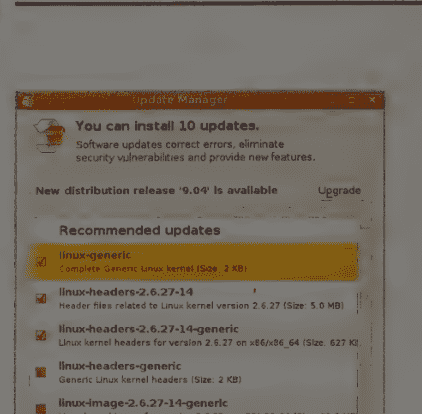 Update Manager
You can install 10 updates.
Software updates correct errors, eliminate
security vulnerabilities and provide new features.
New distribution release '9.04' is available Upgrade
Recommended updates
linux-generic
Complete Generic Linux kernel (Size: 2 KB)
linux-headers-2.6.27-14
Header files related to Linux kernel version 2.6.27 (Size: 5.0 MB)
linux-headers-2.6.27-14-generic
Linux kernel headers for version 2.6.27 on x86/x86_64 (Size: 627 K
linux-headers-generic
Generic Linux kernel headers (Size: 2 KB)
linux-image-2.6.27-14-generic